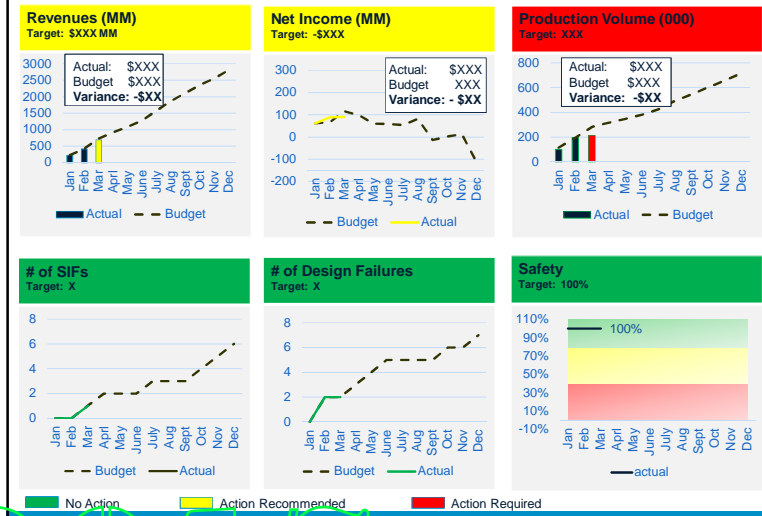 Revenues (MM)
Target: $XXX MM
3000
2500
2000
1500
1000
500
0
Actual: $XXX
Budget $XXX
Variance: -$XX
Jan
Feb
Mar
Aprl
May
June
July
Aug
Sept
Oct
Nov
Dec
Actual
Budget
Net Income (MM)
Target: -$XXX
300
200
100
0
-100
-200
Actual: $XXX
Budget XXX
Variance: - $XX
Jan
Feb
Mar
Aprl
May
June
July
Aug
Sept
Oct
Nov
Dec
Budget
Actual
Production Volume (000)
Target: XXX
800
600
400
200
0
Actual: $XXX
Budget $XXX
Variance: -$XX
Jan
Feb
Mar
Aprl
May
June
July
Aug
Sept
Oct
Nov
Dec
Actual
Budget
# of SIFs
Target: X
8
6
4
2
0
Jan
Feb
Mar
Aprl
May
June
July
Aug
Sept
Oct
Nov
Dec
Budget
Actual
# of Design Failures
Target: X
8
6
4
2
0
Jan
Feb
Mar
Aprl
May
June
July
Aug
Sept
Oct
Nov
Dec
Budget
Actual
Safety
Target: 100%
110%
90%
70%
50%
30%
10%
-10%
100%
Jan
Feb
Mar
Aprl
May
June
July
Aug
Sept
Oct
Nov
Dec
actual
No Action
Action Recommended
Action Required